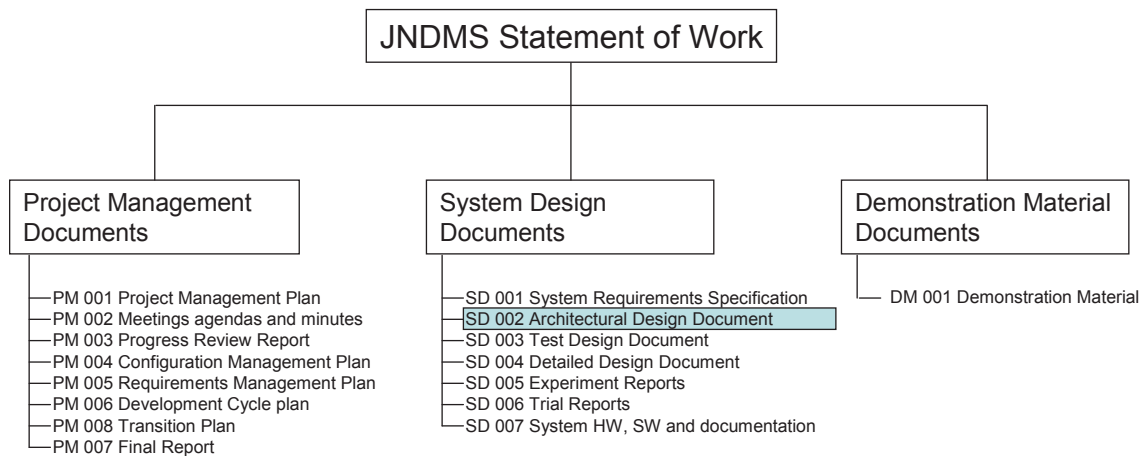 JNDMS Statement of Work
Project Management
Documents
PM 001 Project Management Plan
PM 002 Meetings agendas and minutes
PM 003 Progress Review Report
PM 004 Configuration Management Plan
PM 005 Requirements Management Plan
PM 006 Development Cycle plan
PM 008 Transition Plan
PM 007 Final Report
System Design
Documents
SD 001 System Requirements Specification
SD 002 Architectural Design Document
SD 003 Test Design Document
SD 004 Detailed Design Document
SD 005 Experiment Reports
SD 006 Trial Reports
SD 007 System HW, SW and documentation
Demonstration Material
Documents
DM 001 Demonstration Material